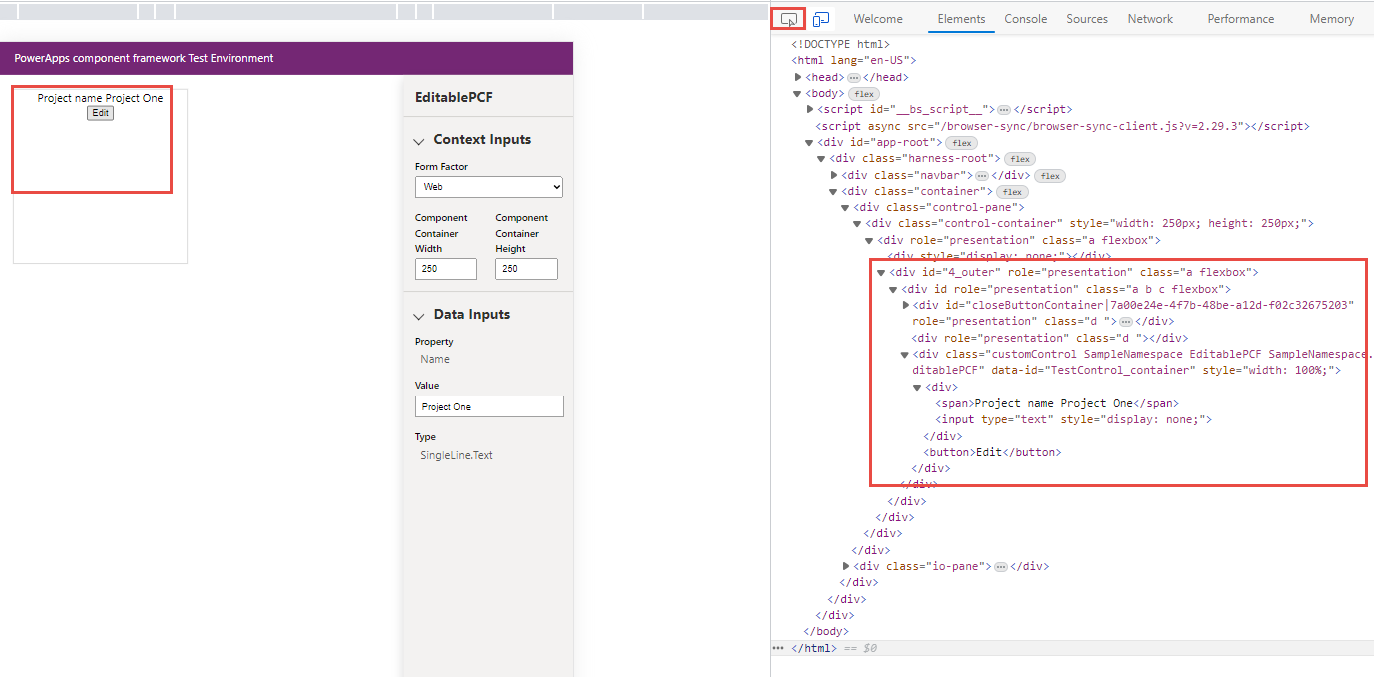 PowerApps component framework Test Environment
Project name Project One
Edit
EditablePCF
Context Inputs
Form Factor
Web
Component Container Width
Component Container Height
250
250
Data Inputs
Property
Name
Value
Project One
Type
SingleLine.Text
Welcome Elements Console Sources Network Performance Memory
<!DOCTYPE html>
<html lang="en-US">
<head>…</head>
<body> flex
<script id="__bs_script__">…</script>
<script async src="/browser-sync/browser-sync-client.js?v=2.29.3"></script>
<div id="app-root"> flex
<div class="harness-root"> flex
<div class="navbar">…</div> flex
<div class="container"> flex
<div class="control-pane">
<div class="control-container" style="width: 250px; height: 250px;">
<div role="presentation" class="a flexbox">
<div style="display: none;"></div>
<div id="4_outer" role="presentation" class="a flexbox">
<div id role="presentation" class="a b c flexbox">
<div id="closeButtonContainer|7a00e24e-4f7b-48be-a12d-f02c32675203"
role="presentation" class="d ">…</div>
<div role="presentation" class="d "></div>
<div class="customControl SampleNamespace EditablePCF SampleNamespace.
ditablePCF" data-id="TestControl_container" style="width: 100%;">
<div>
<span>Project name Project One</span>
<input type="text" style="display: none;">
</div>
<button>Edit</button>
</div>
</div>
</div>
</div>
</div>
</div>
<div class="io-pane">…</div>
</div>
</div>
</div>
</body>
… </html> == $0